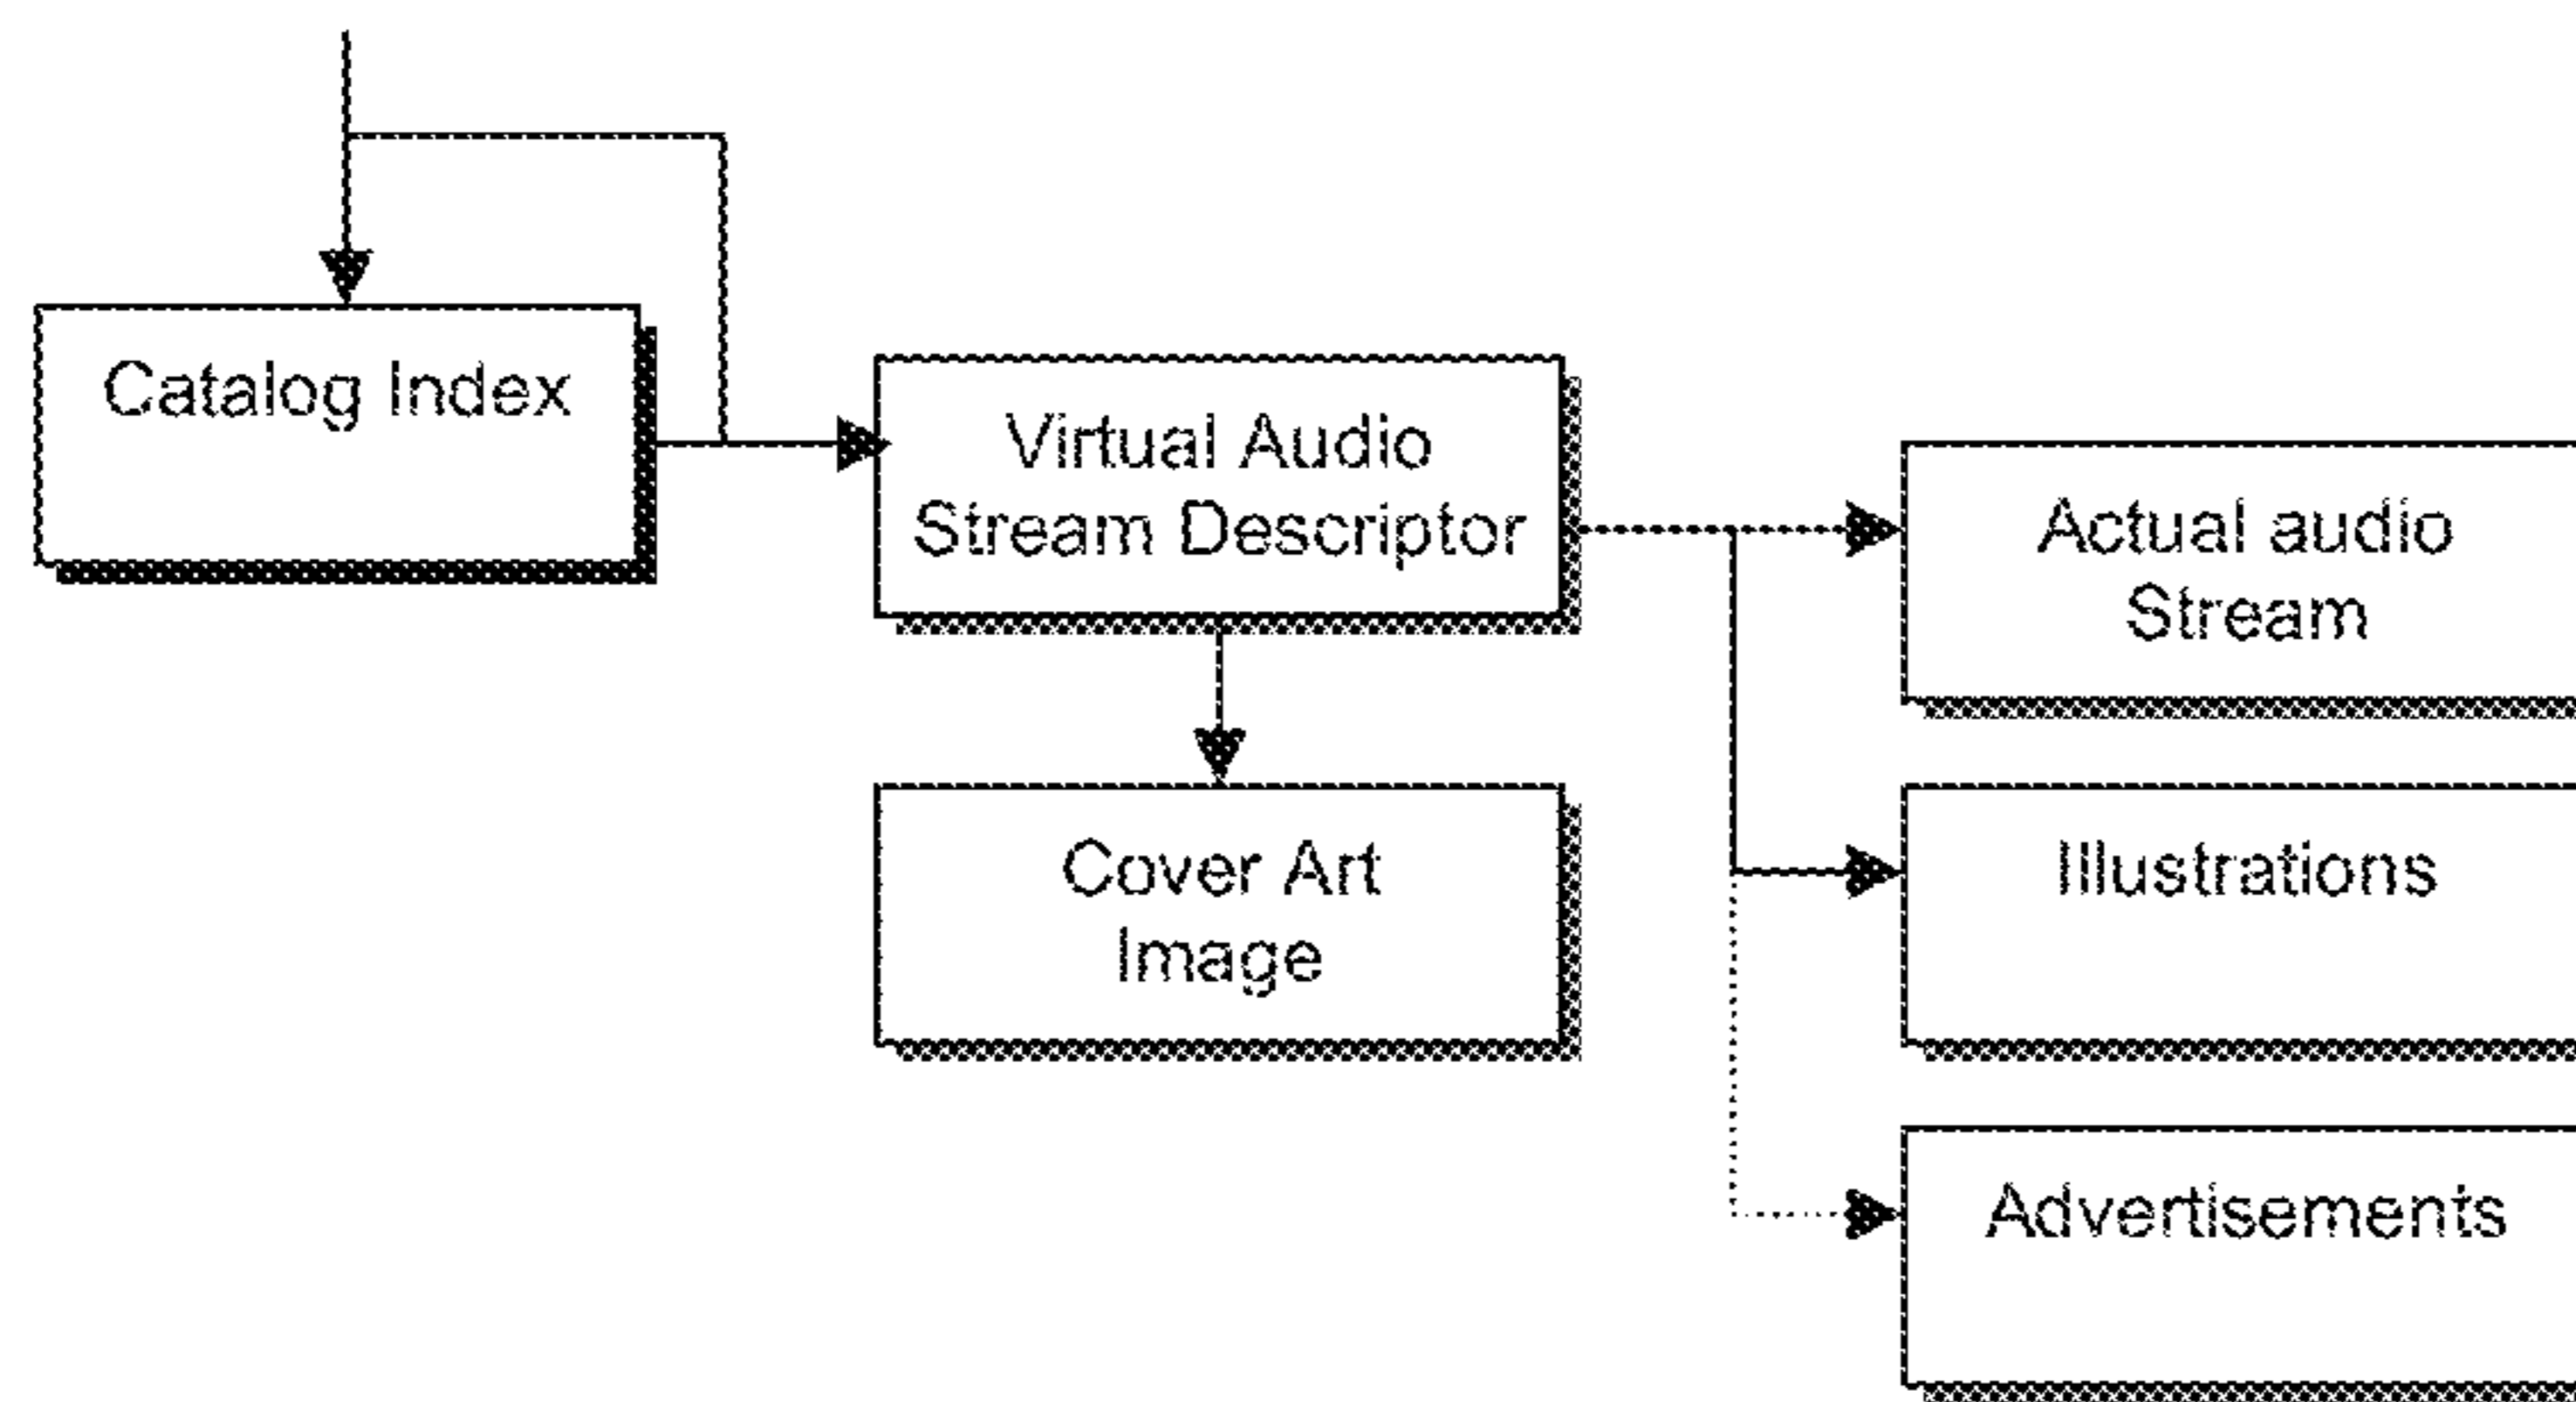 Catalog Index
Virtual Audio
Stream Descriptor
Actual audio
Stream
Cover Art
Image
Illustrations
Advertisements